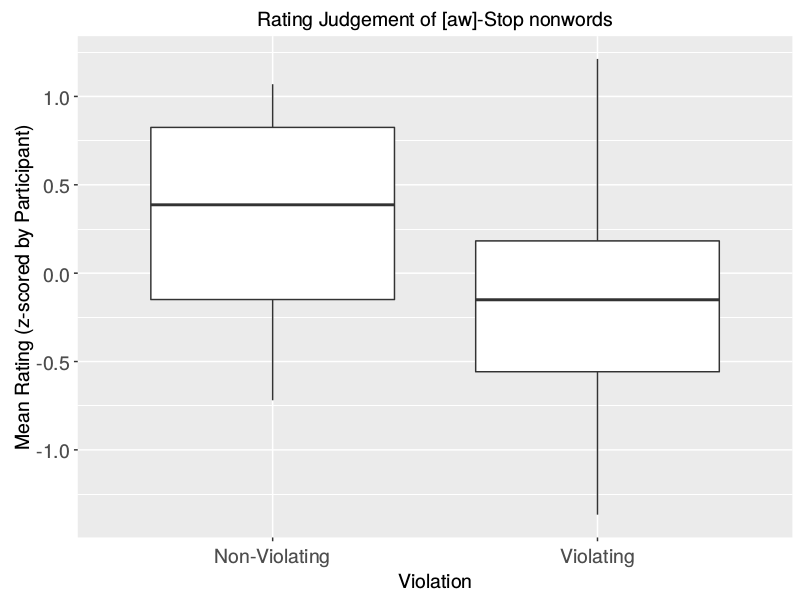 Rating Judgement of [aw]-Stop nonwords
Mean Rating (z-scored by Participant)
1.0
0.5
0.0
-0.5
-1.0
Non-Violating
Violating
Violation